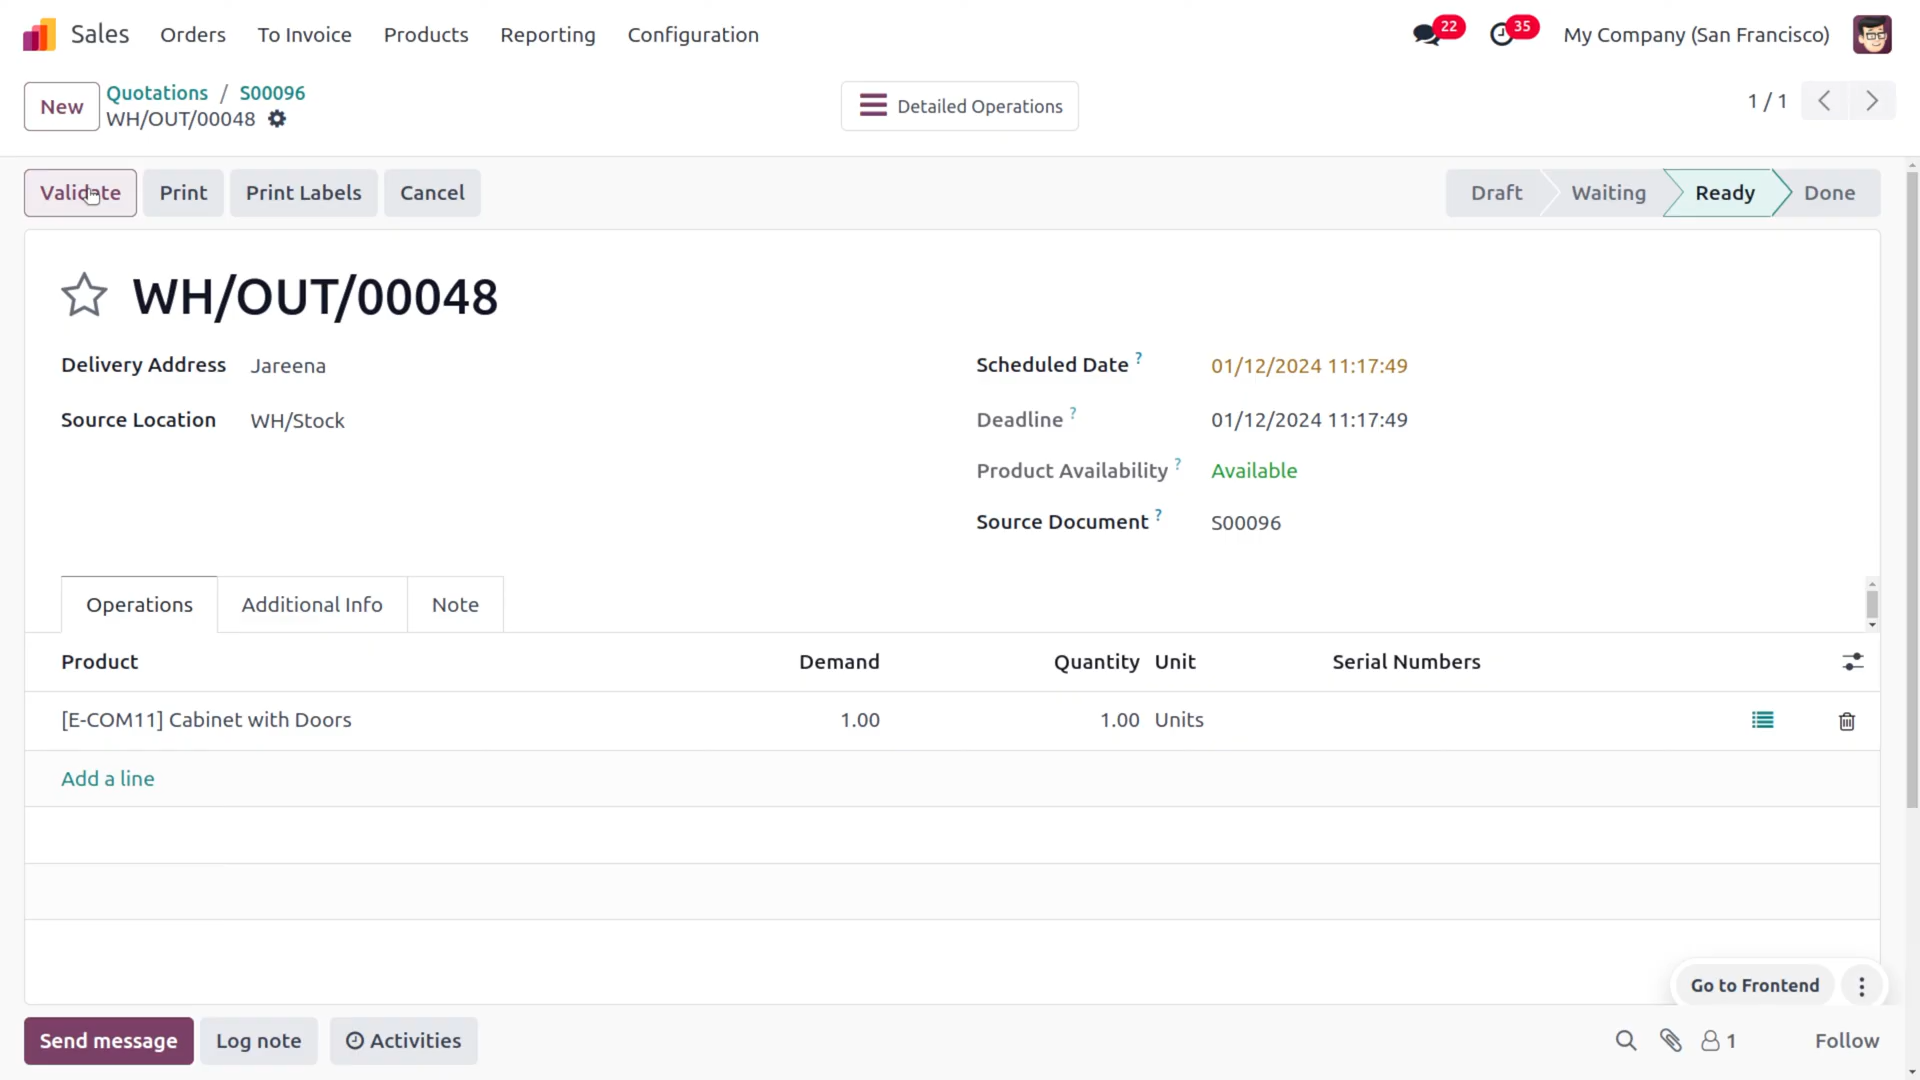 Sales Orders To Invoice Products Reporting Configuration 22 35 My Company (San Francisco)
New Quotations / S00096 Detailed Operations 1 / 1
WH/OUT/00048
Validate Print Print Labels Cancel Draft Waiting Ready Done
WH/OUT/00048
Delivery Address Jareena Scheduled Date ? 01/12/2024 11:17:49
Source Location WH/Stock Deadline ? 01/12/2024 11:17:49
Product Availability ? Available
Source Document ? S00096
Operations Additional Info Note
Product Demand Quantity Unit Serial Numbers
[E-COM11] Cabinet with Doors 1.00 1.00 Units
Add a line
Go to Frontend
Send message Log note Activities 1 Follow